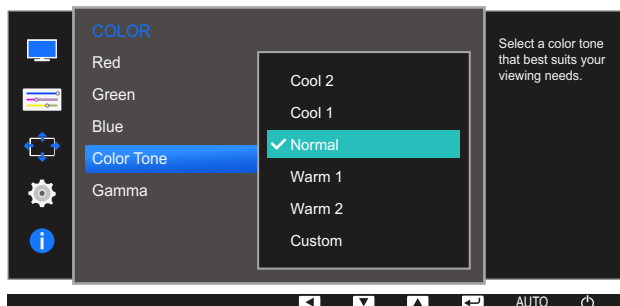 COLOR
Red
Green
Blue
Color Tone
Gamma
Cool 2
Cool 1
Normal
Warm 1
Warm 2
Custom
Select a color tone
that best suits your
viewing needs.
AUTO